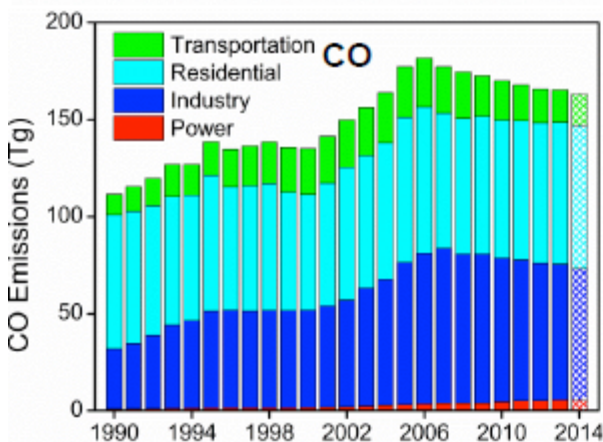 200
Transportation CO
Residential
Industry
Power
150
100
50
0
CO Emissions (Tg)
1990 1994 1998 2002 2006 2010 2014